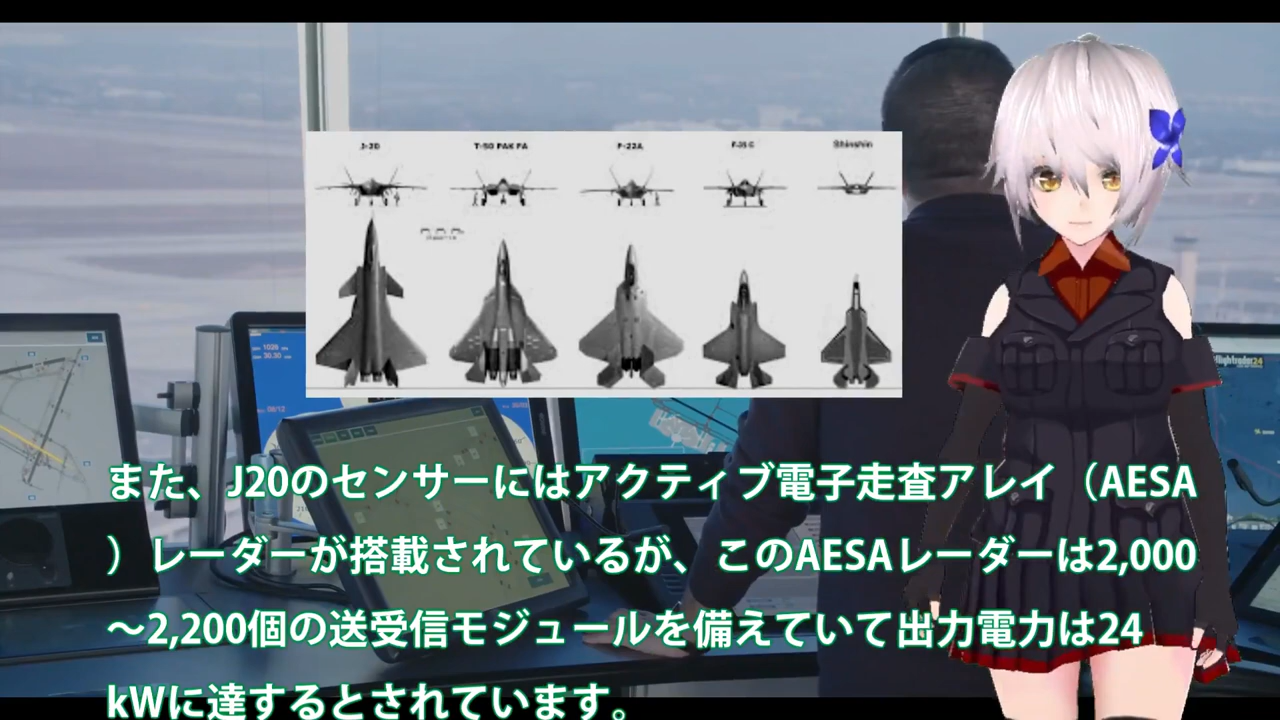 J-20
T-50 PAK FA
F-22A
F-35 C
Shinshin
1026
30.30
flightradar24
また、J20のセンサーにはアクティブ電子走査アレイ（AESA
）レーダーが搭載されているが、このAESAレーダーは2,000
～2,200個の送受信モジュールを備えていて出力電力は24
kWに達するとされています。